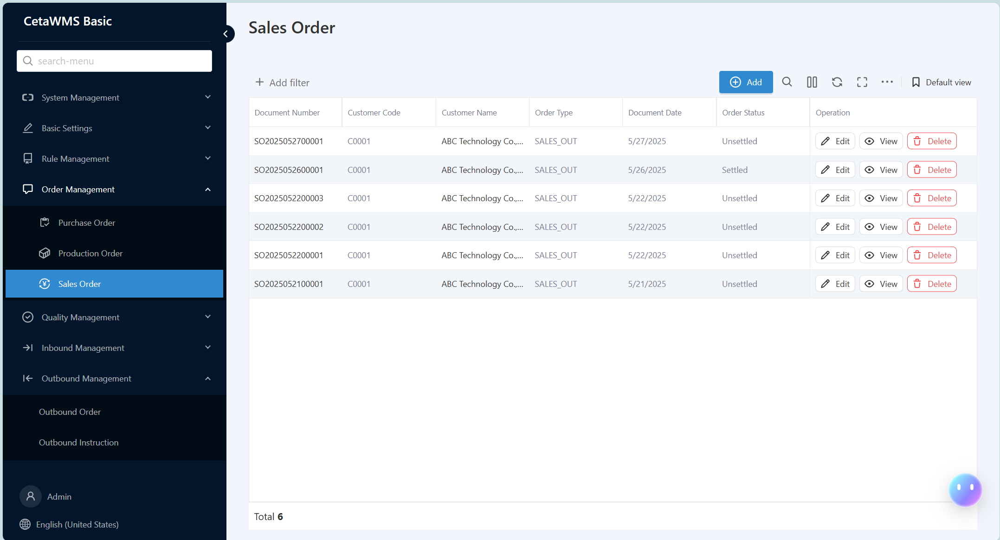 CetaWMS Basic
search-menu
System Management
Basic Settings
Rule Management
Order Management
Purchase Order
Production Order
Sales Order
Quality Management
Inbound Management
Outbound Management
Outbound Order
Outbound Instruction
Admin
English (United States)
Sales Order
Add filter
Add
Default view
Document Number Customer Code Customer Name Order Type Document Date Order Status Operation
SO2025052700001 C0001 ABC Technology Co.,... SALES_OUT 5/27/2025 Unsettled Edit View Delete
SO2025052600001 C0001 ABC Technology Co.,... SALES_OUT 5/26/2025 Settled Edit View Delete
SO2025052200003 C0001 ABC Technology Co.,... SALES_OUT 5/22/2025 Unsettled Edit View Delete
SO2025052200002 C0001 ABC Technology Co.,... SALES_OUT 5/22/2025 Unsettled Edit View Delete
SO2025052200001 C0001 ABC Technology Co.,... SALES_OUT 5/22/2025 Unsettled Edit View Delete
SO2025052100001 C0001 ABC Technology Co.,... SALES_OUT 5/21/2025 Unsettled Edit View Delete
Total 6